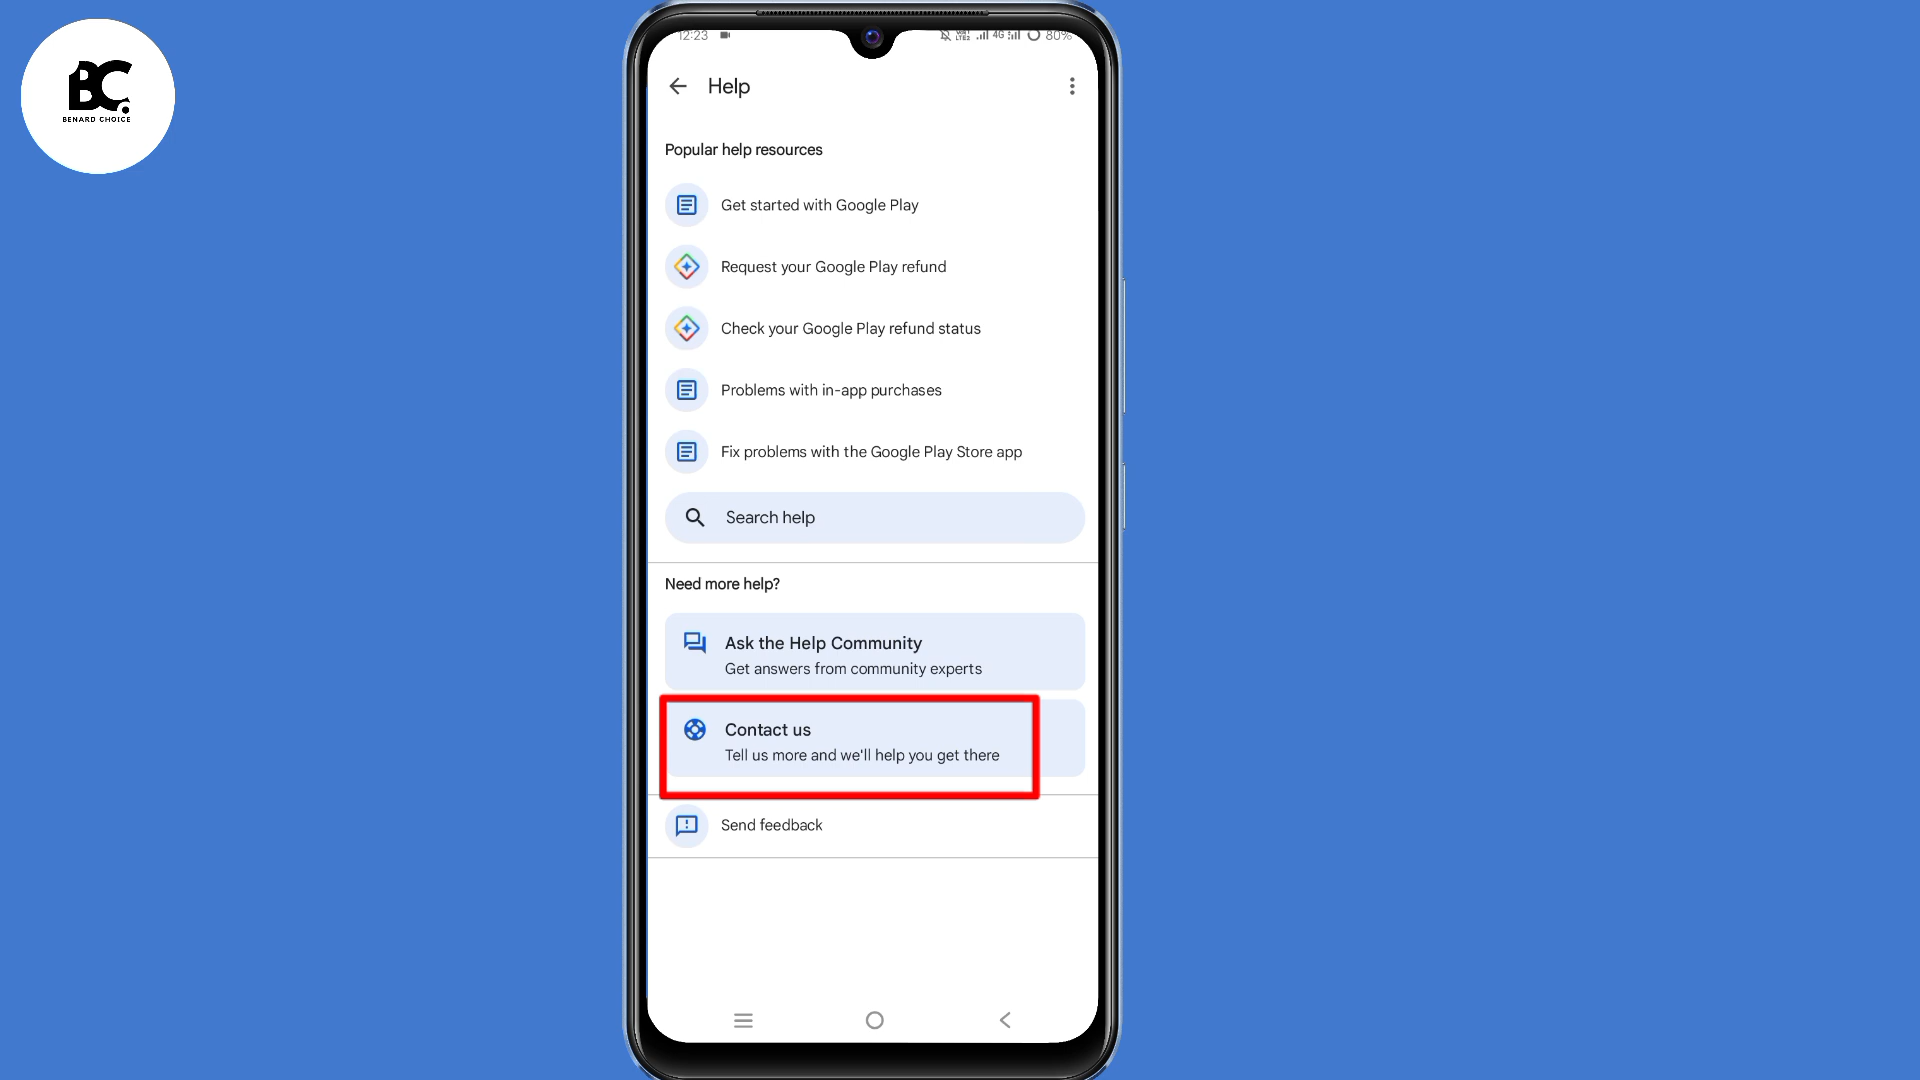 BC.
BENARD CHOICE
12:23
4G
80%
Help
Popular help resources
Get started with Google Play
Request your Google Play refund
Check your Google Play refund status
Problems with in-app purchases
Fix problems with the Google Play Store app
Search help
Need more help?
Ask the Help Community
Get answers from community experts
Contact us
Tell us more and we'll help you get there
Send feedback